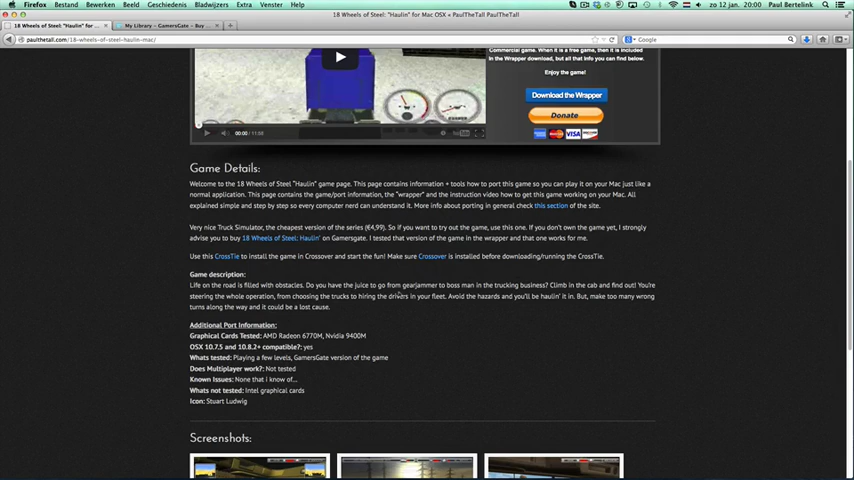 Firefox Bestand Bewerken Beeld Geschiedenis Bladwijzers Extra Venster Help zo 12 jan. 20:00 Paul Bertelink
18 Wheels of Steel: "Haulin" for Mac OSX « PaulTheTall PaulTheTall
18 Wheels of Steel: "Haulin" for Mac... My Library – GamersGate – Buy ...
paulthetall.com/18-wheels-of-steel-haulin-mac/ Google
Commercial game. When it is a free game, then it is included
in the Wrapper download, but all that info you can find below.
Enjoy the game!
Download the Wrapper
Donate
VISA
00:00 / 11:00
Game Details:
Welcome to the 18 Wheels of Steel "Haulin" game page. This page contains information + tools how to port this game so you can play it on your Mac just like a
normal application. This page contains the game/port information, the "wrapper" and the instruction video how to get this game working on your Mac. All
explained simple and step by step so every computer nerd can understand it. More info about porting in general check this section of the site.
Very nice Truck Simulator, the cheapest version of the series (€4,99). So if you want to try out the game, use this one. If you don't own the game yet, I strongly
advise you to buy 18 Wheels of Steel: Haulin' on Gamersgate. I tested that version of the game in the wrapper and that one works for me.
Use this CrossTie to install the game in Crossover and start the fun! Make sure Crossover is installed before downloading/running the CrossTie.
Game description:
Life on the road is filled with obstacles. Do you have the juice to go from gearjammer to boss man in the trucking business? Climb in the cab and find out! You're
steering the whole operation, from choosing the trucks to hiring the drivers in your fleet. Avoid the hazards and you'll be haulin' it in. But, make too many wrong
turns along the way and it could be a lost cause.
Additional Port Information:
Graphical Cards Tested: AMD Radeon 6770M, Nvidia 9400M
OSX 10.7.5 and 10.8.2+ compatible?: yes
Whats tested: Playing a few levels, GamersGate version of the game
Does Multiplayer work?: Not tested
Known Issues: None that i know of...
Whats not tested: Intel graphical cards
Icon: Stuart Ludwig
Screenshots: